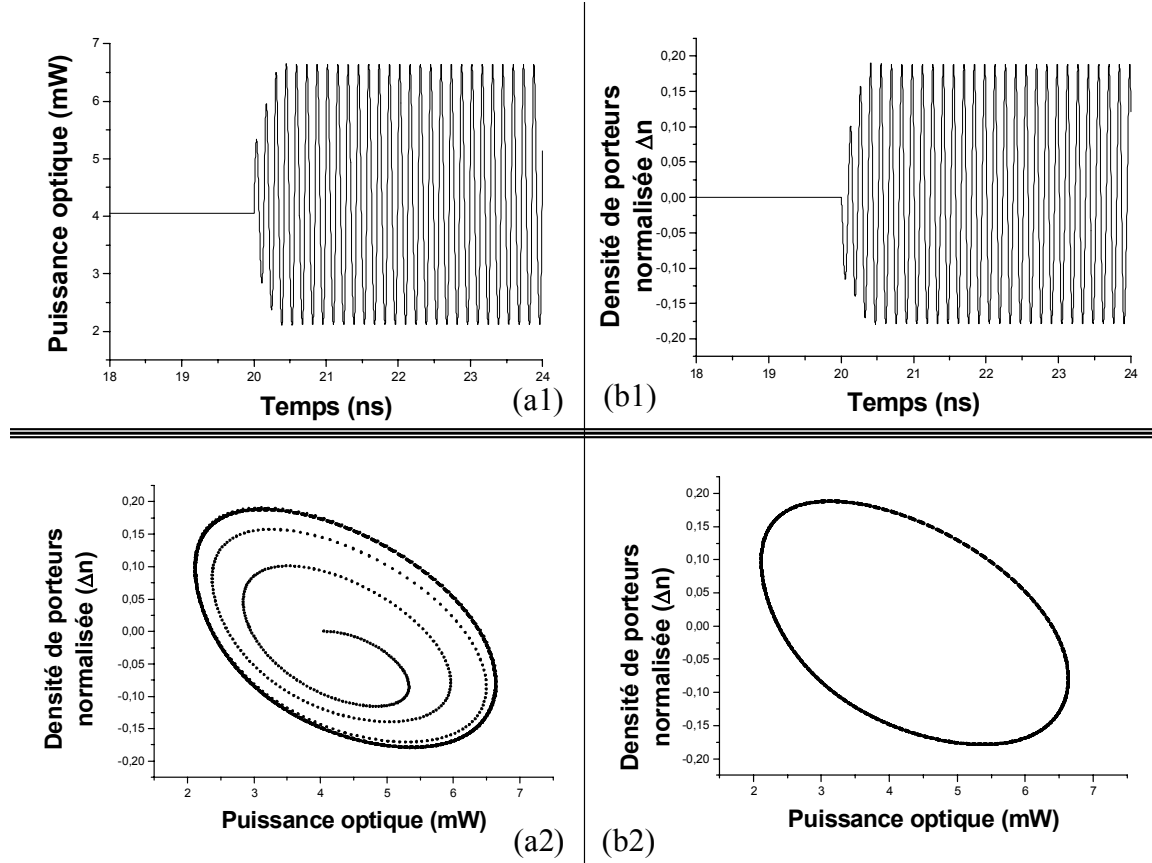 7
6
5
4
3
2
Puissance optique (mW)
18 19 20 21 22 23 24
Temps (ns)
(a1)
0,20
0,15
0,10
0,05
0,00
-0,05
-0,10
-0,15
-0,20
Densité de porteurs
normalisée Δn
18 19 20 21 22 23 24
Temps (ns)
(b1)
0,20
0,15
0,10
0,05
0,00
-0,05
-0,10
-0,15
-0,20
Densité de porteurs
normalisée (Δn)
2 3 4 5 6 7
Puissance optique (mW)
(a2)
0,20
0,15
0,10
0,05
0,00
-0,05
-0,10
-0,15
-0,20
Densité de porteurs
normalisée (Δn)
2 3 4 5 6 7
Puissance optique (mW)
(b2)